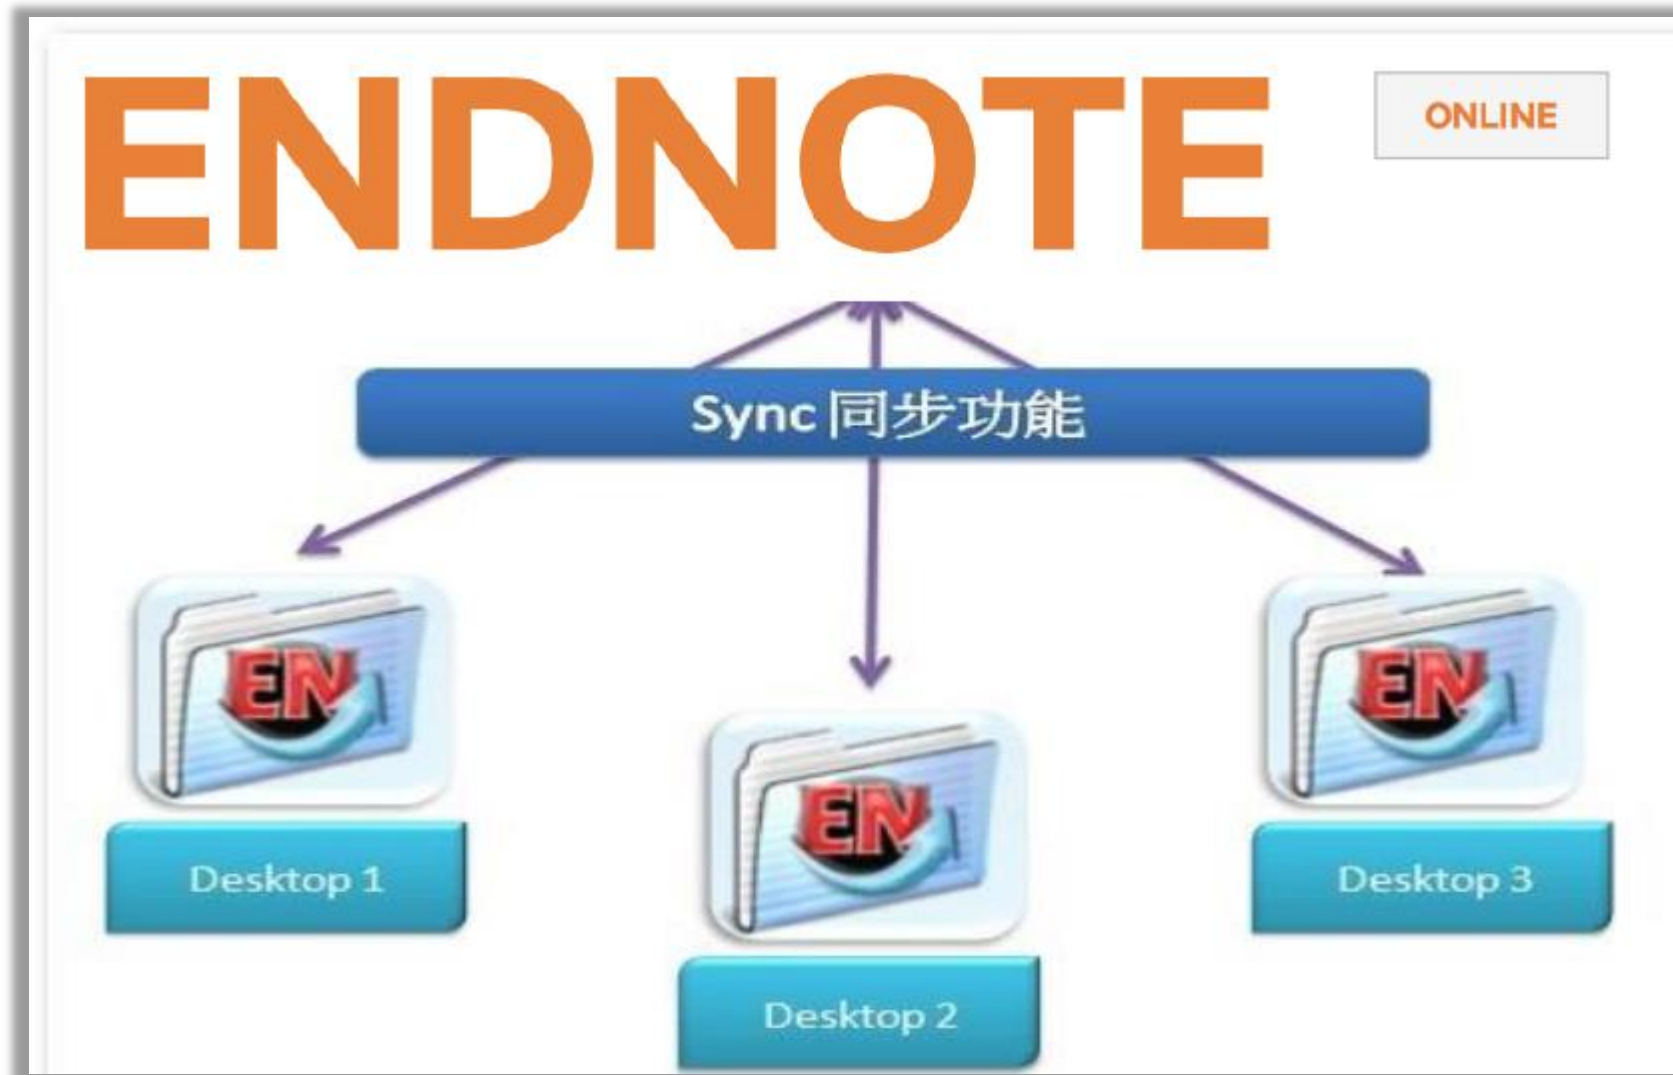 ENDNOTE
ONLINE
Sync 同步功能
EN
EN
EN
Desktop 1
Desktop 3
Desktop 2